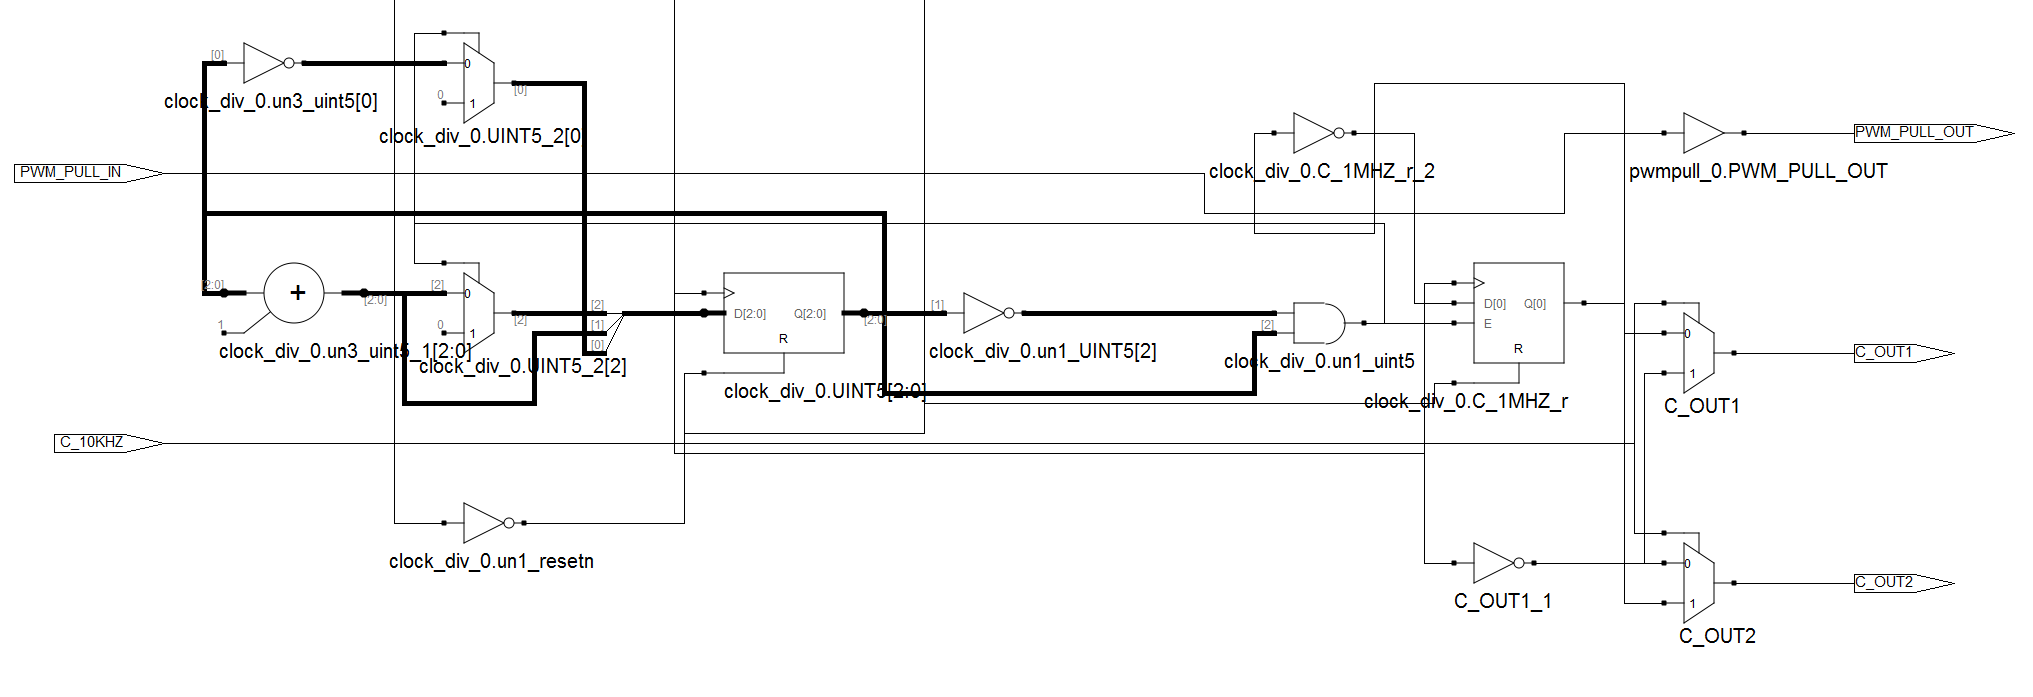 [0]
clock_div_0.un3_uint5[0]
0
0
1
[0]
clock_div_0.UINT5_2[0]
PWM_PULL_IN
clock_div_0.C_1MHZ_r_2
pwmpull_0.PWM_PULL_OUT
PWM_PULL_OUT
[2:0]
+
[2:0]
1
clock_div_0.un3_uint5_1[2:0]
[2]
0
0
1
[2]
clock_div_0.UINT5_2[2]
[2]
[1]
[0]
D[2:0]
Q[2:0]
R
[2:0]
clock_div_0.UINT5[2:0]
[1]
clock_div_0.un1_UINT5[2]
[2]
clock_div_0.un1_uint5
D[0]
Q[0]
E
R
clock_div_0.C_1MHZ_r
0
1
C_OUT1
C_OUT1
C_10KHZ
clock_div_0.un1_resetn
C_OUT1_1
0
1
C_OUT2
C_OUT2